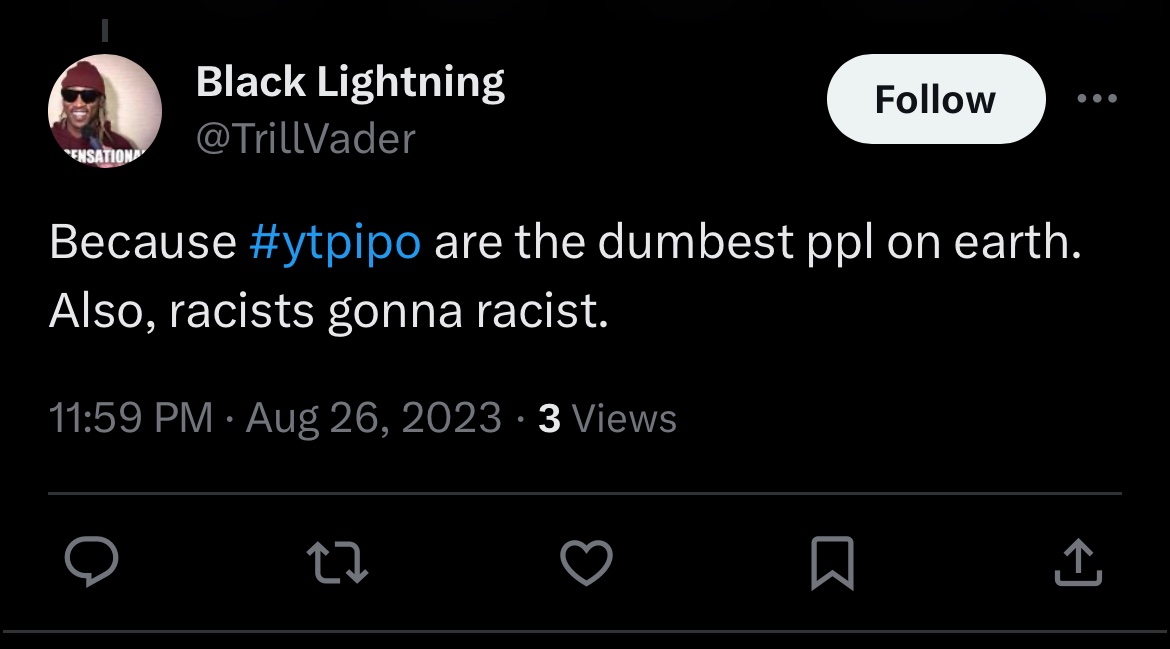 Black Lightning
@TrillVader
Follow
SENSATIONA
Because #ytpipo are the dumbest ppl on earth.
Also, racists gonna racist.
11:59 PM · Aug 26, 2023 · 3 Views